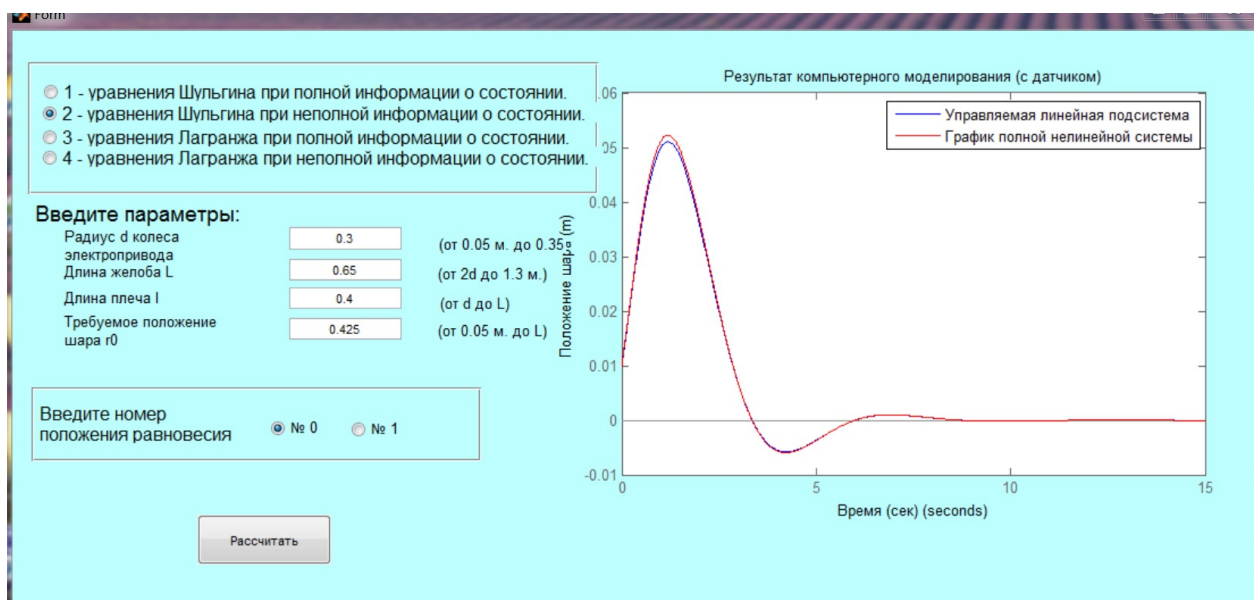 Form
1 - уравнения Шульгина при полной информации о состоянии.
2 - уравнения Шульгина при неполной информации о состоянии.
3 - уравнения Лагранжа при полной информации о состоянии.
4 - уравнения Лагранжа при неполной информации о состоянии.
Введите параметры:
Радиус d колеса
электропривода
0.3
(от 0.05 м. до 0.35
Длина желоба L
0.65
(от 2d до 1.3 м.)
Длина плеча l
0.4
(от d до L)
Требуемое положение
шара r0
0.425
(от 0.05 м. до L)
Введите номер
положения равновесия
№ 0
№ 1
Рассчитать
Результат компьютерного моделирования (с датчиком)
Управляемая линейная подсистема
График полной нелинейной системы
Положение шара (m)
.06
05
0.04
0.03
0.02
0.01
0
-0.01
0
5
10
15
Время (сек) (seconds)